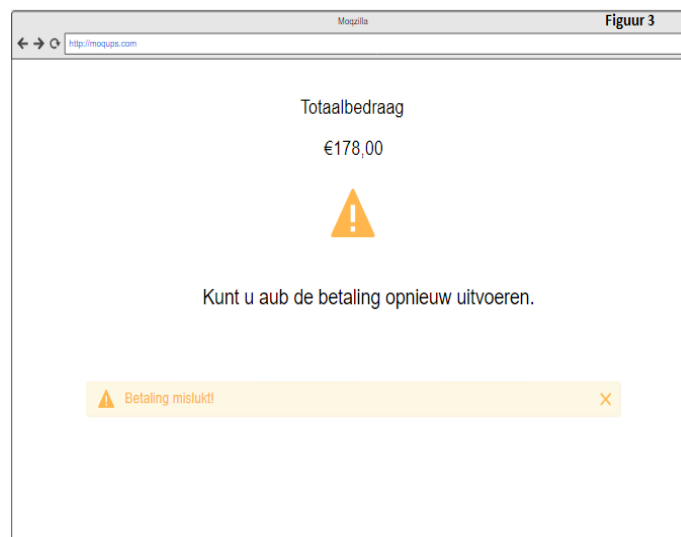 Moqzilla
Figuur 3
http://moqups.com
Totaalbedraag
€178,00
Kunt u aub de betaling opnieuw uitvoeren.
Betaling mislukt!